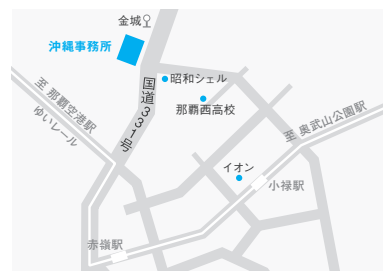 金城
沖縄事務所
国道331号
昭和シェル
那覇西高校
至 那覇空港駅
ゆいレール
至 奥武山公園駅
イオン
小禄駅
赤嶺駅